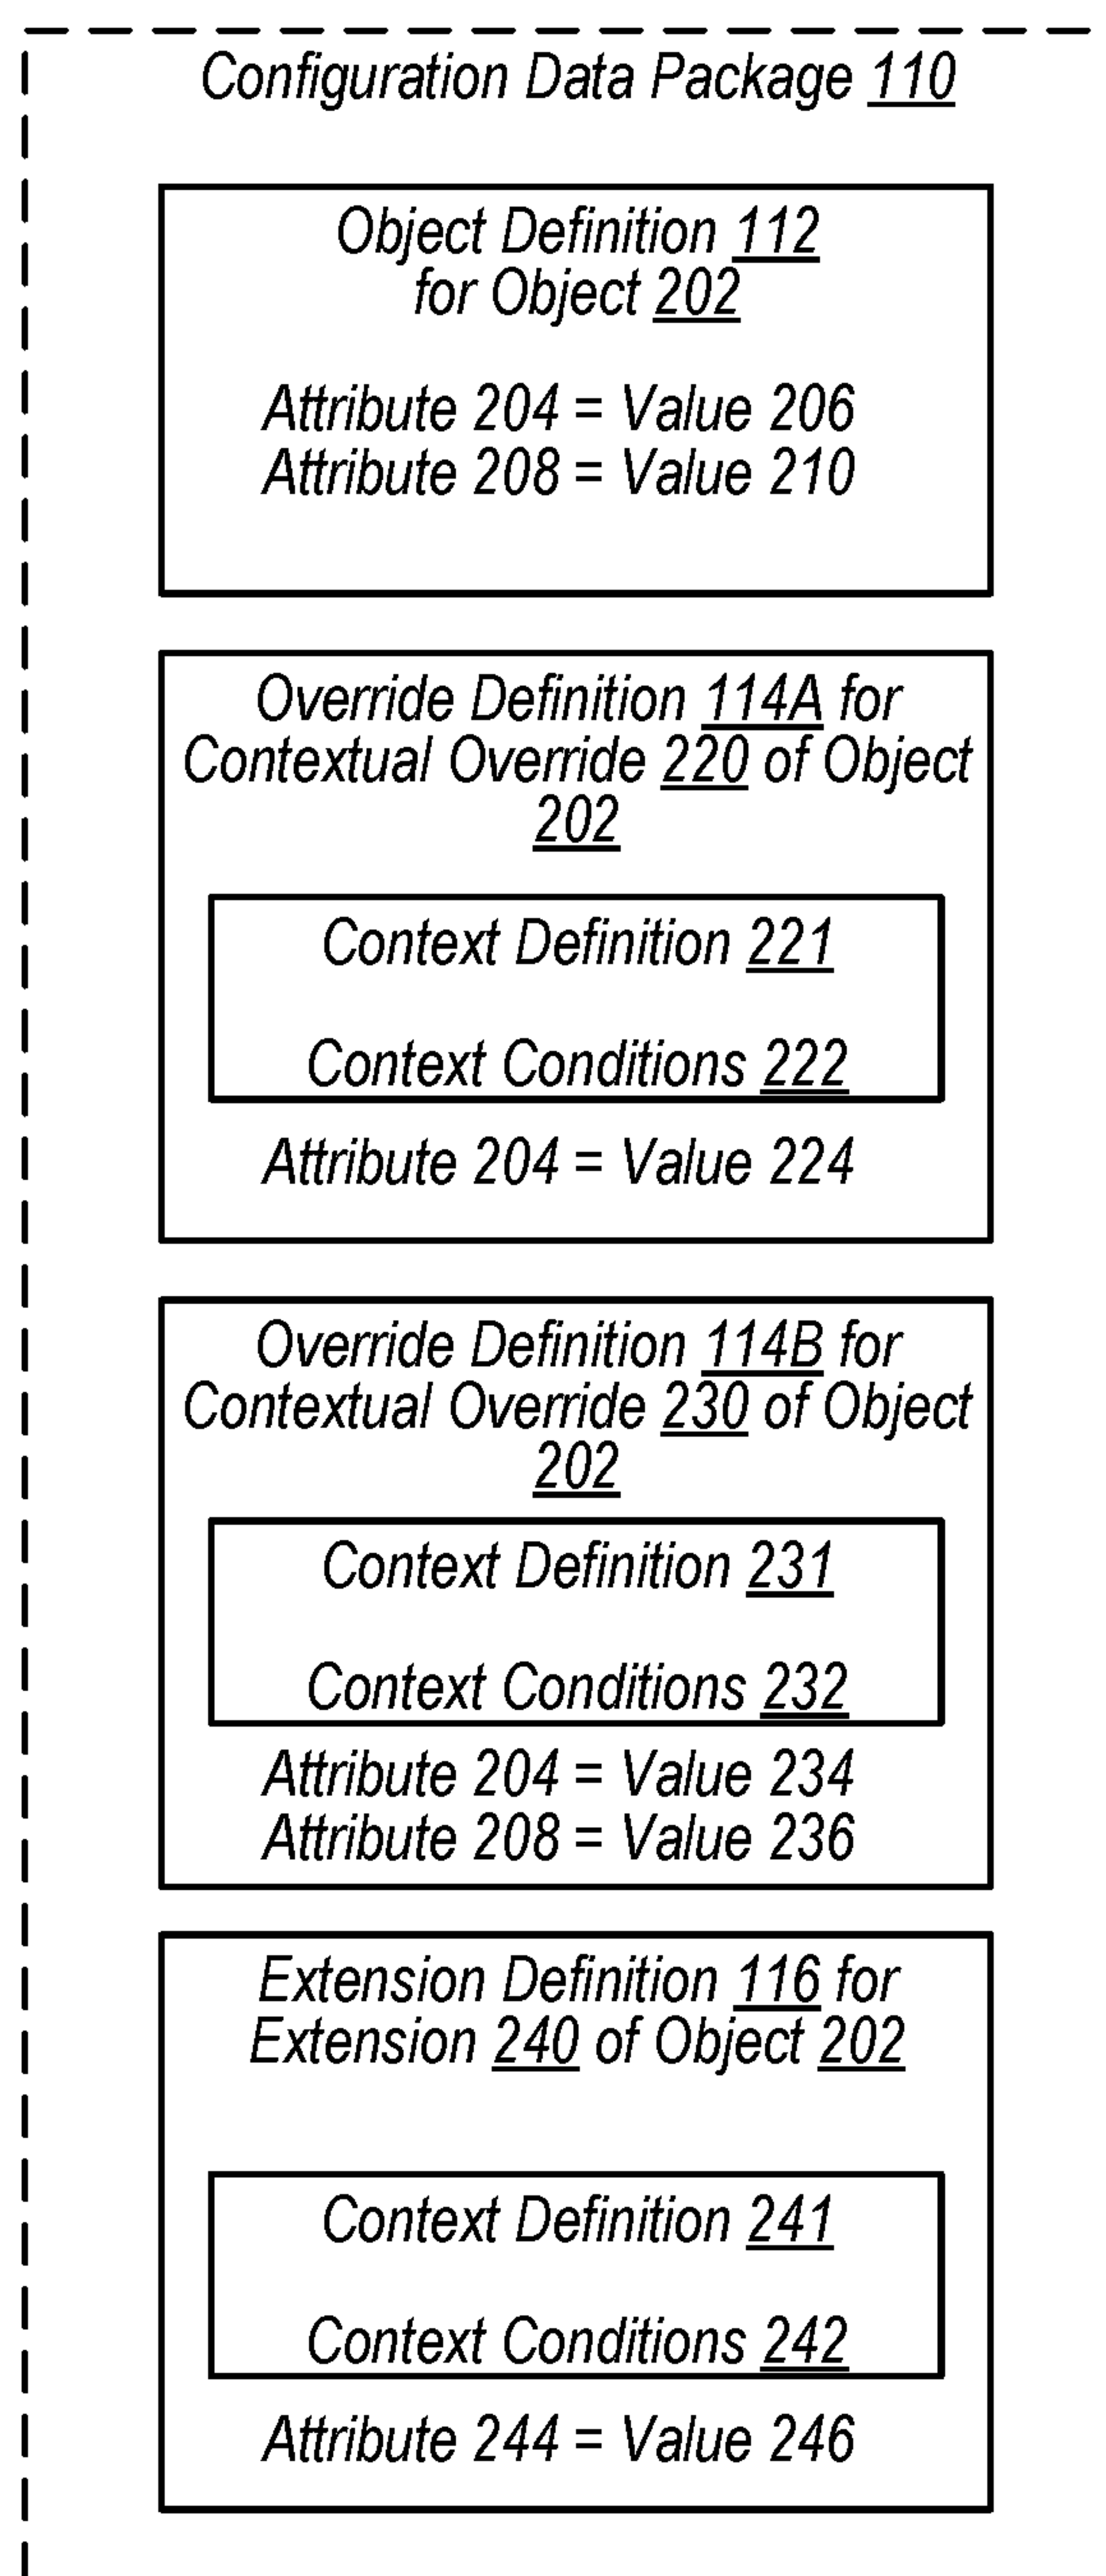 Configuration Data Package 110
Object Definition 112
for Object 202
Attribute 204 = Value 206
Attribute 208 = Value 210
Override Definition 114A for
Contextual Override 220 of Object
202
Context Definition 221
Context Conditions 222
Attribute 204 = Value 224
Override Definition 114B for
Contextual Override 230 of Object
202
Context Definition 231
Context Conditions 232
Attribute 204 = Value 234
Attribute 208 = Value 236
Extension Definition 116 for
Extension 240 of Object 202
Context Definition 241
Context Conditions 242
Attribute 244 = Value 246